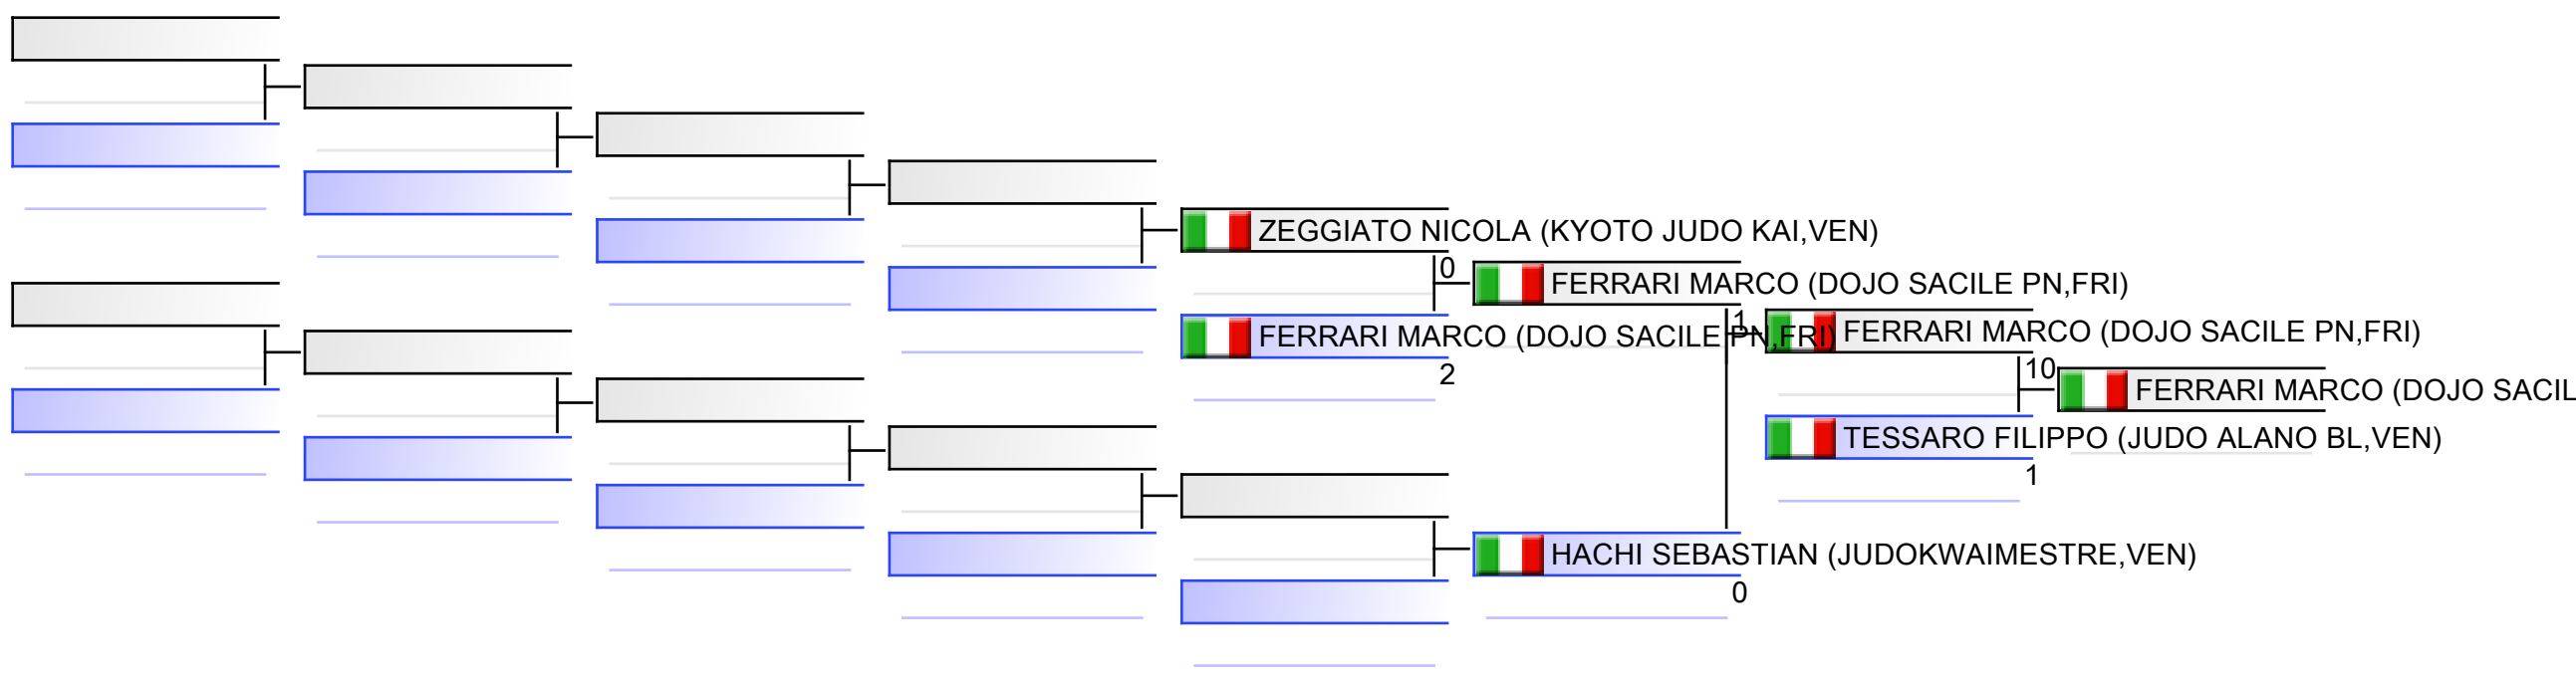 ZEGGIATO NICOLA (KYOTO JUDO KAI,VEN)
0
FERRARI MARCO (DOJO SACILE PN,FRI)
FERRARI MARCO (DOJO SACILE PN,FRI)
2
1
FERRARI MARCO (DOJO SACILE PN,FRI)
10
FERRARI MARCO (DOJO SACIL
TESSARO FILIPPO (JUDO ALANO BL,VEN)
1
HACHI SEBASTIAN (JUDOKWAIMESTRE,VEN)
0